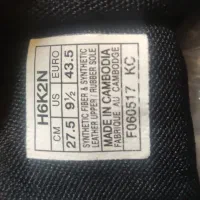 H6K2N
CM US EURO
27.5 9½ 43.5
SYNTHETIC FIBER & SYNTHETIC
LEATHER UPPER / RUBBER SOLE
MADE IN CAMBODIA
FABRIQUE AU CAMBODGE
F060517 KC